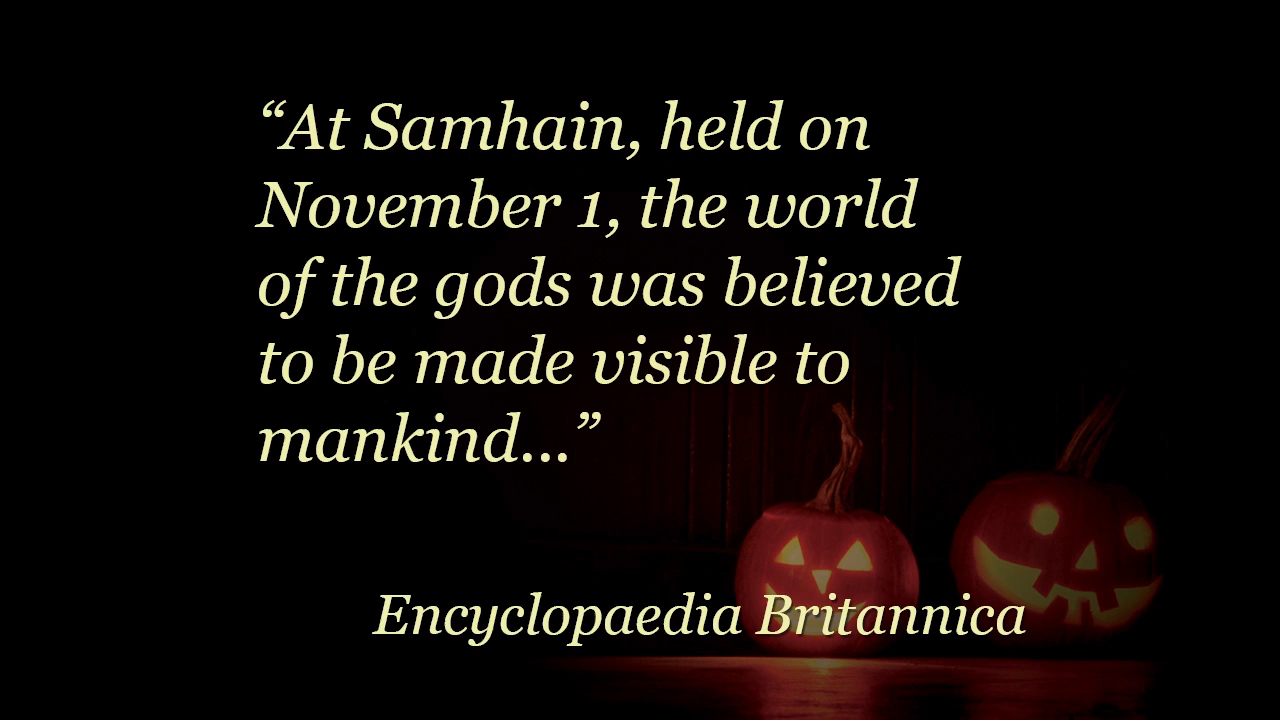 “At Samhain, held on
November 1, the world
of the gods was believed
to be made visible to
mankind...”
Encyclopaedia Britannica